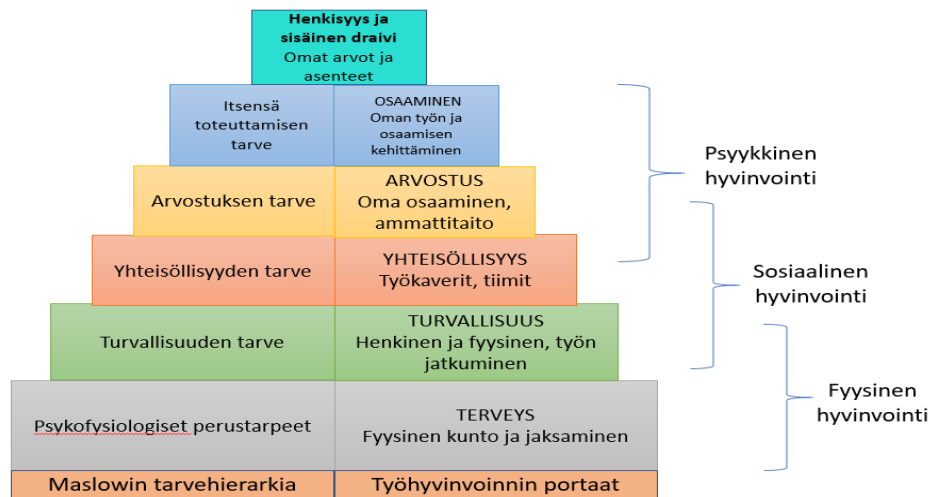 Henkisyys ja
sisäinen draivi
Omat arvot ja
asenteet
Itsensä
toteuttamisen
tarve
OSAAMINEN
Oman työn ja
osaamisen
kehittäminen
Arvostuksen tarve
ARVOSTUS
Oma osaaminen,
ammattitaito
Yhteisöllisyyden tarve
YHTEISÖLLISYYS
Työkaverit, tiimit
Turvallisuuden tarve
TURVALLISUUS
Henkinen ja fyysinen, työn
jatkuminen
Psykofysiologiset perustarpeet
TERVEYS
Fyysinen kunto ja jaksaminen
Maslowin tarvehierarkia
Työhyvinvoinnin portaat
Psyykkinen
hyvinvointi
Sosiaalinen
hyvinvointi
Fyysinen
hyvinvointi